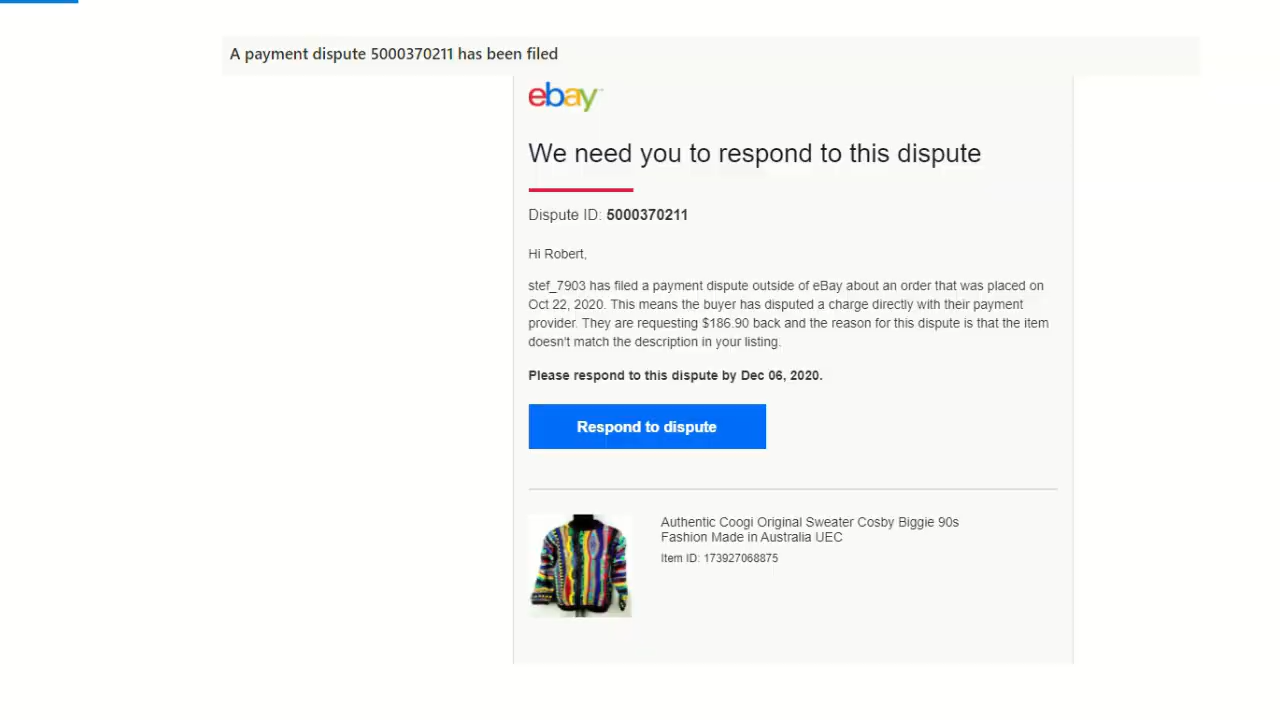 A payment dispute 5000370211 has been filed
ebay
We need you to respond to this dispute
Dispute ID: 5000370211
Hi Robert,
stef_7903 has filed a payment dispute outside of eBay about an order that was placed on
Oct 22, 2020. This means the buyer has disputed a charge directly with their payment
provider. They are requesting $186.90 back and the reason for this dispute is that the item
doesn't match the description in your listing.
Please respond to this dispute by Dec 06, 2020.
Respond to dispute
Authentic Coogi Original Sweater Cosby Biggie 90s
Fashion Made in Australia UEC
Item ID: 173927068875